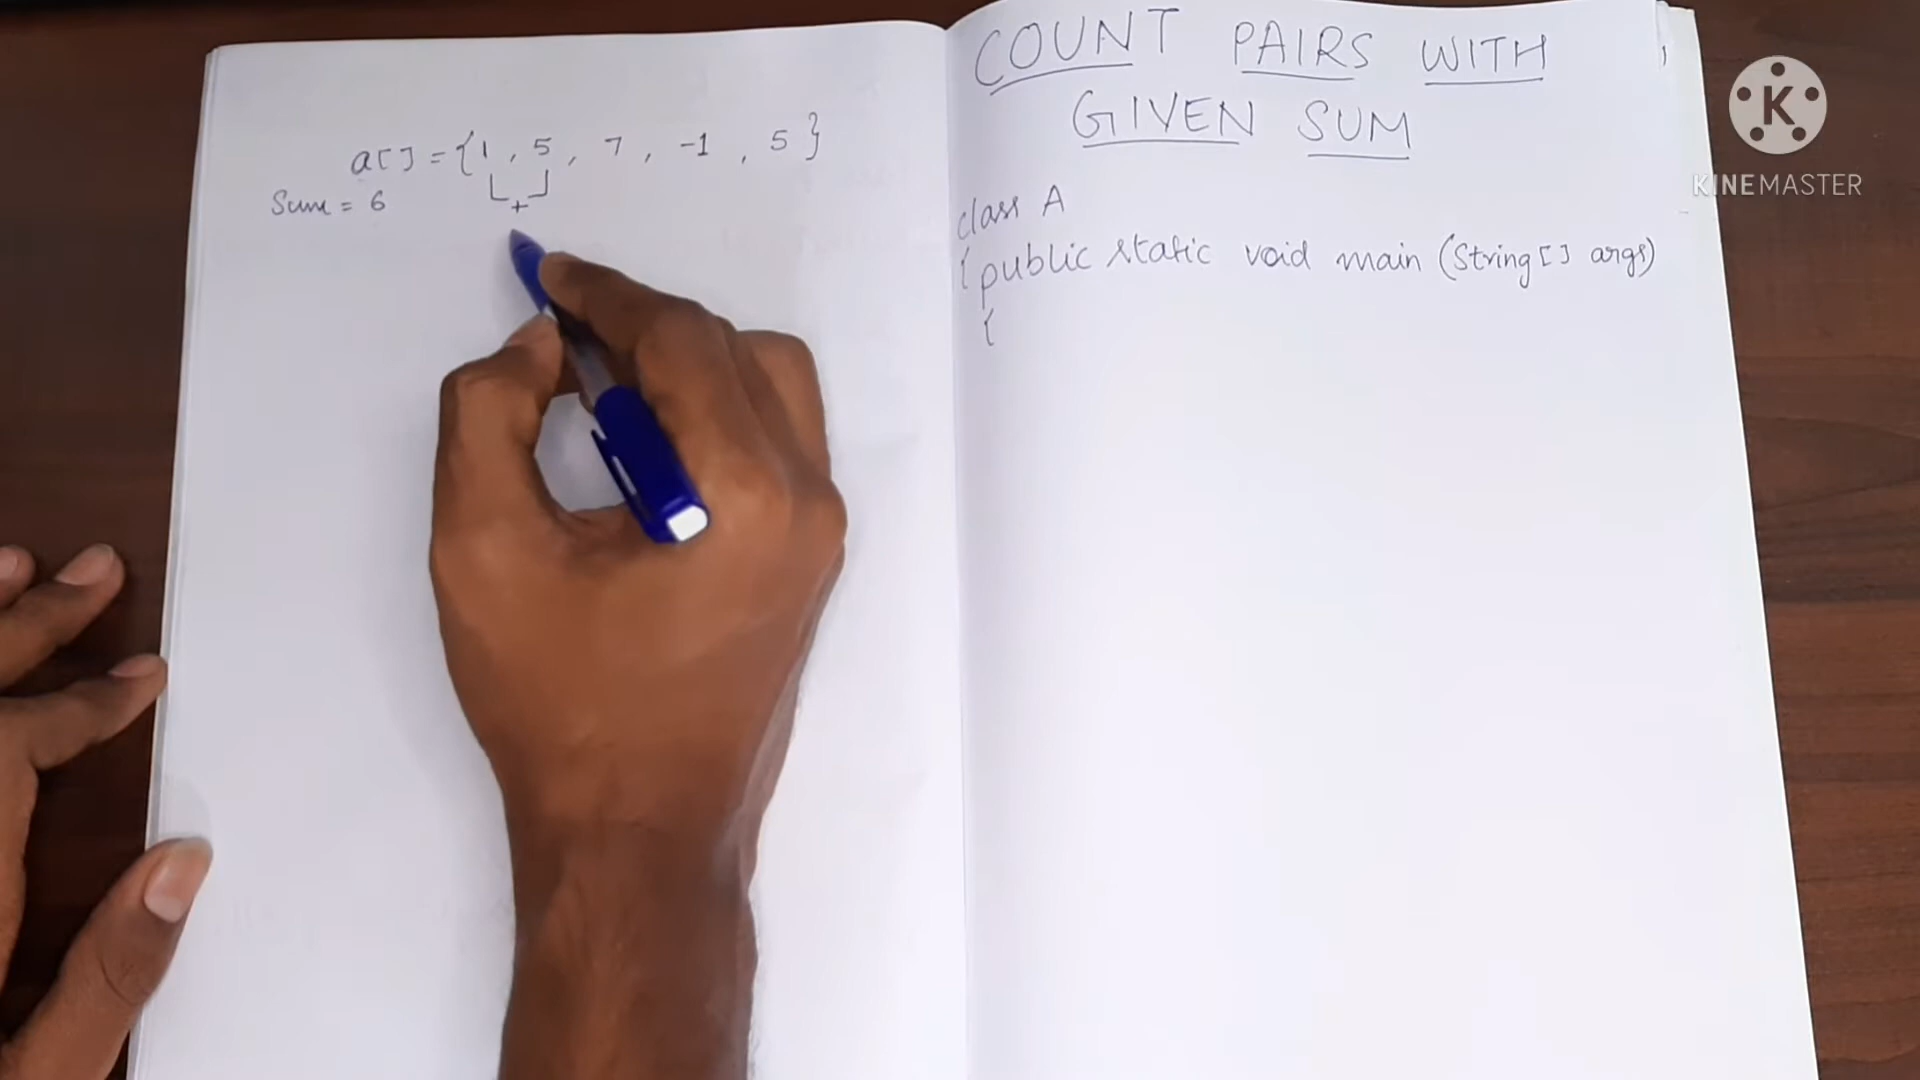 a[] = {1, 5, 7, -1, 5}
Sum = 6
+
COUNT PAIRS WITH
GIVEN SUM
class A
{ public static void main (String[] args)
{
K
KINEMASTER